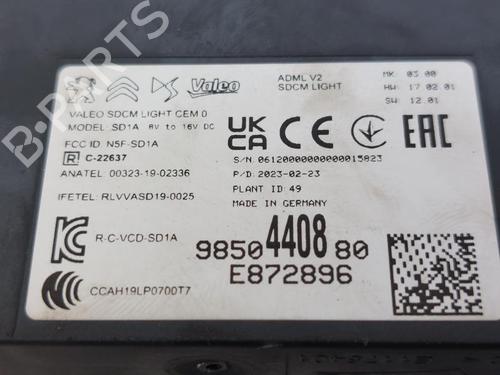 Valeo
ADML V2
SDCM LIGHT
MK: 03.00
HW: 17.02.01
SW: 12.01
VALEO SDCM LIGHT CEM 0
MODEL: SD1A 8V to 16V DC
FCC ID: N5F-SD1A
R C-22637
ANATEL: 00323-19-02336
IFETEL: RLVVASD19-0025
UK
CA
CE
EAC
S/N: 06120000000000015823
P/D: 2023-02-23
PLANT ID: 49
MADE IN GERMANY
R-C-VCD-SD1A
98504408 80
E872896
CCAH19LP0700T7
B-PARTS